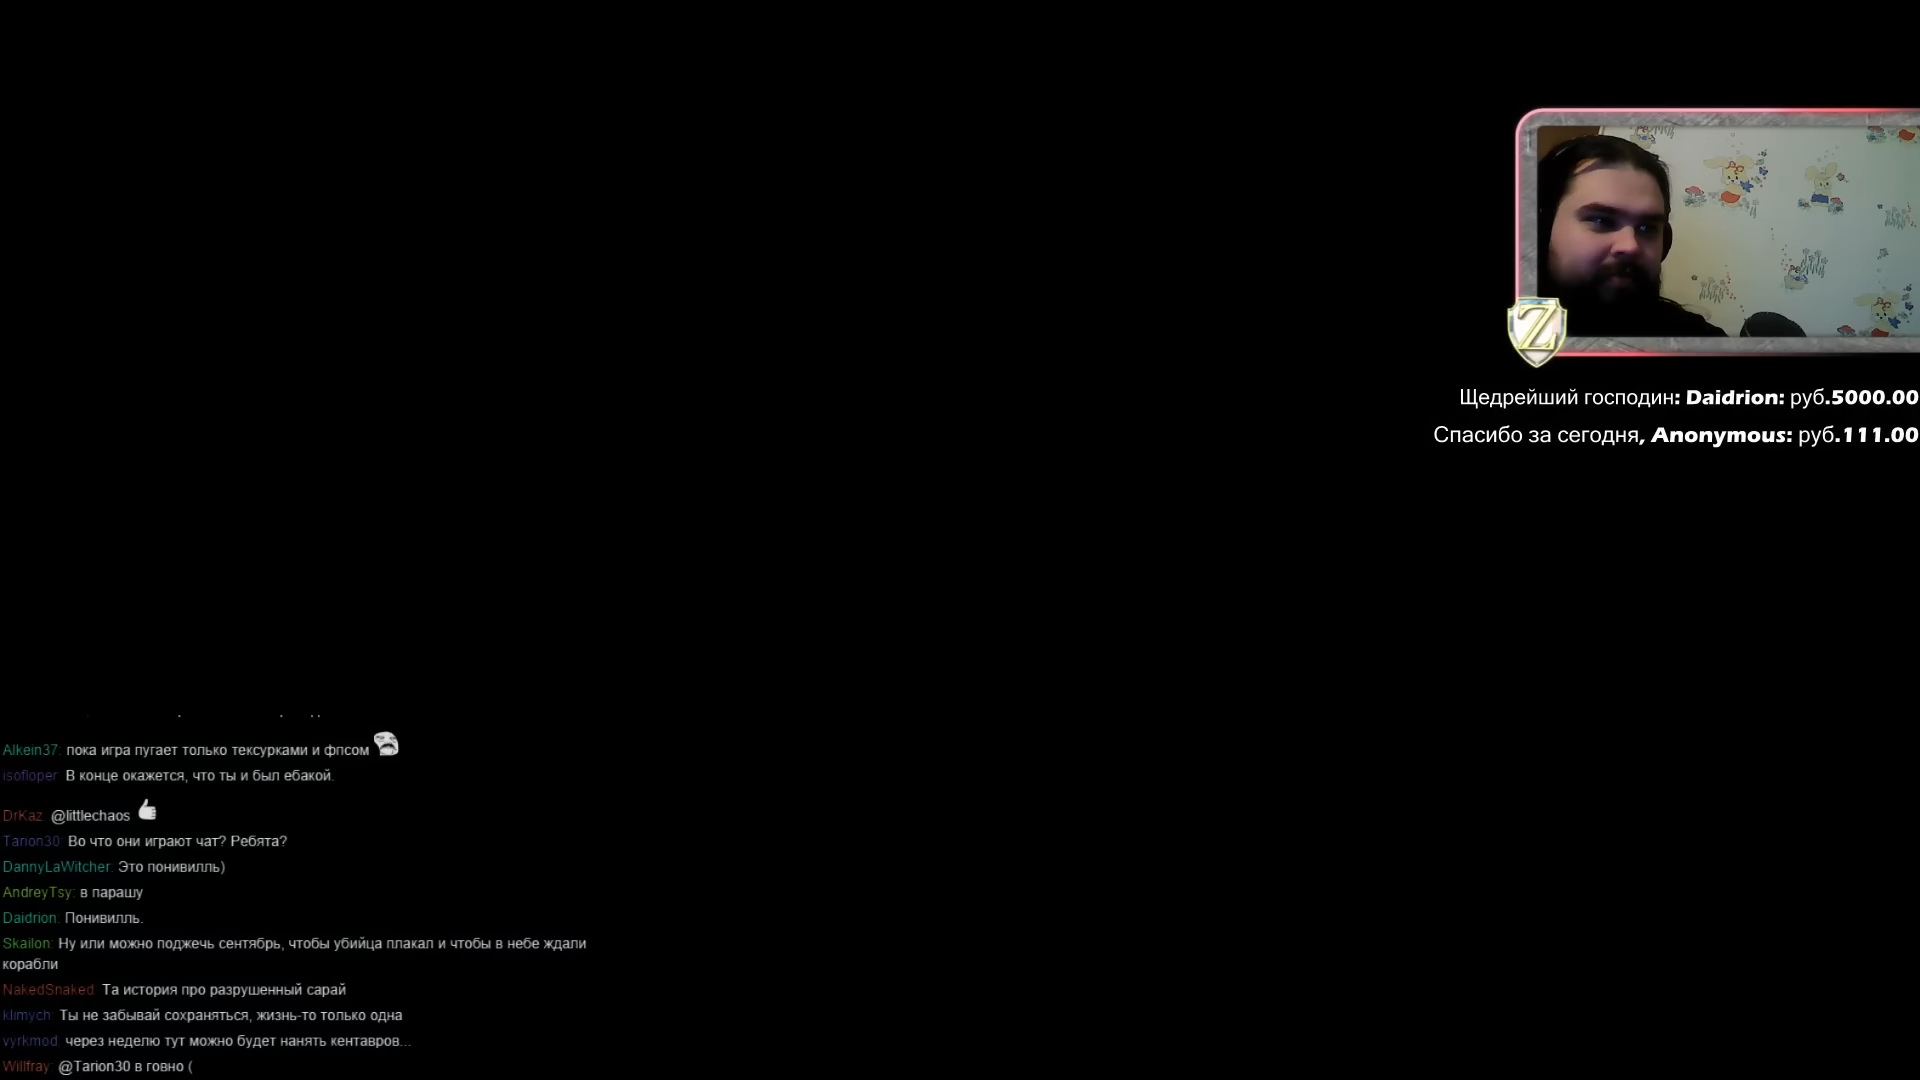 Z
Щедрейший господин: Daidrion: руб.5000.00
Спасибо за сегодня, Anonymous: руб.111.00
Alkein37: пока игра пугает только тексурками и фпсом
isofloper: В конце окажется, что ты и был ебакой.
DrKaz: @littlechaos
Tarion30: Во что они играют чат? Ребята?
DannyLaWitcher: Это понивилль)
AndreyTsy: в парашу
Daidrion: Понивилль.
Skailon: Ну или можно поджечь сентябрь, чтобы убийца плакал и чтобы в небе ждали
корабли
NakedSnaked: Та история про разрушенный сарай
klimych: Ты не забывай сохраняться, жизнь-то только одна
vyrkmod: через неделю тут можно будет нанять кентавров...
Willfray: @Tarion30 в говно (